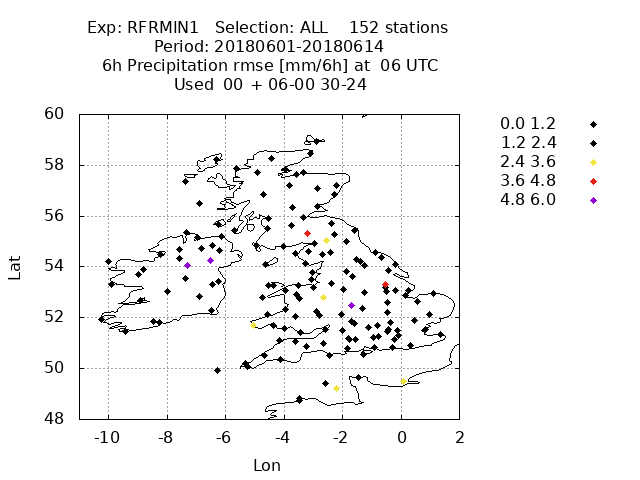 Exp: RFRMIN1 Selection: ALL 152 stations
Period: 20180601-20180614
6h Precipitation rmse [mm/6h] at 06 UTC
Used 00 + 06-00 30-24
0.0 1.2
1.2 2.4
2.4 3.6
3.6 4.8
4.8 6.0
60
58
56
54
52
50
48
Lat
-10 -8 -6 -4 -2 0 2
Lon